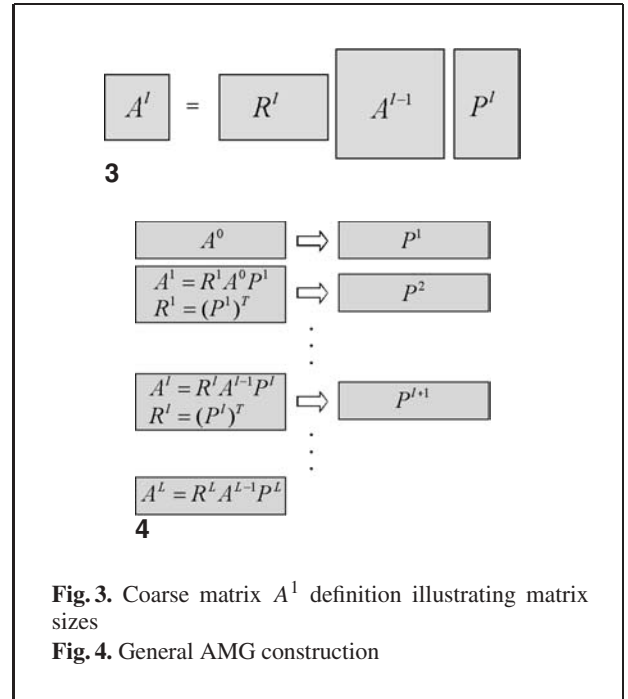 A^l = R^l A^{l-1} P^l
3
A^0 ⇨ P^1
A^1 = R^1 A^0 P^1
R^1 = (P^1)^T ⇨ P^2
.
.
.
A^l = R^l A^{l-1} P^l
R^l = (P^l)^T ⇨ P^{l+1}
.
.
.
A^L = R^L A^{L-1} P^L
4
Fig. 3. Coarse matrix A^1 definition illustrating matrix
sizes
Fig. 4. General AMG construction